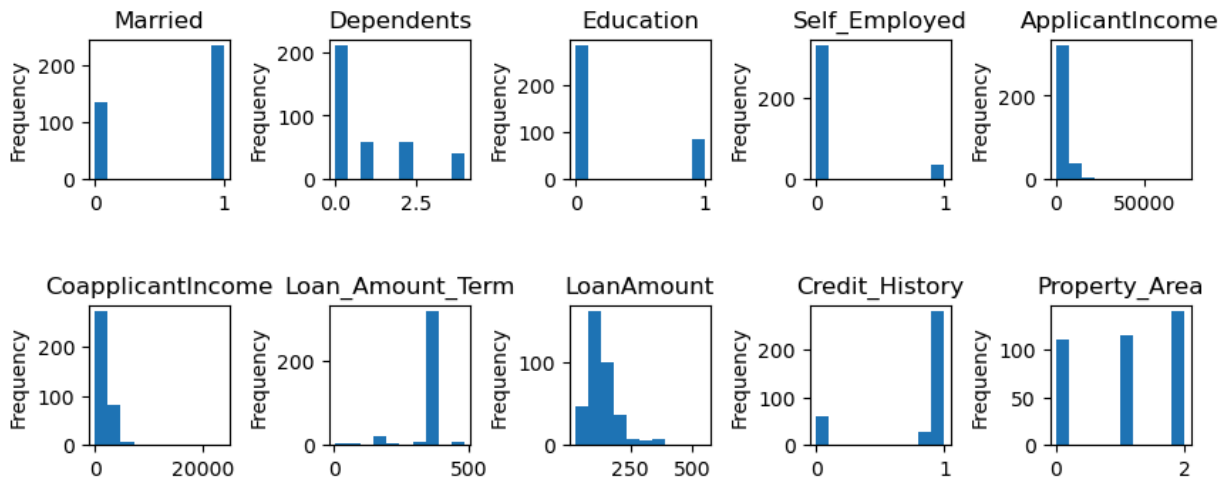 Married
Frequency
200
100
0
0
1
Dependents
Frequency
200
100
0
0.0
2.5
Education
Frequency
200
100
0
0
1
Self_Employed
Frequency
200
0
0
1
ApplicantIncome
Frequency
200
0
0
50000
CoapplicantIncome
Frequency
200
100
0
0
20000
Loan_Amount_Term
Frequency
200
0
0
500
LoanAmount
Frequency
100
0
250
500
Credit_History
Frequency
200
100
0
0
1
Property_Area
Frequency
100
50
0
0
2